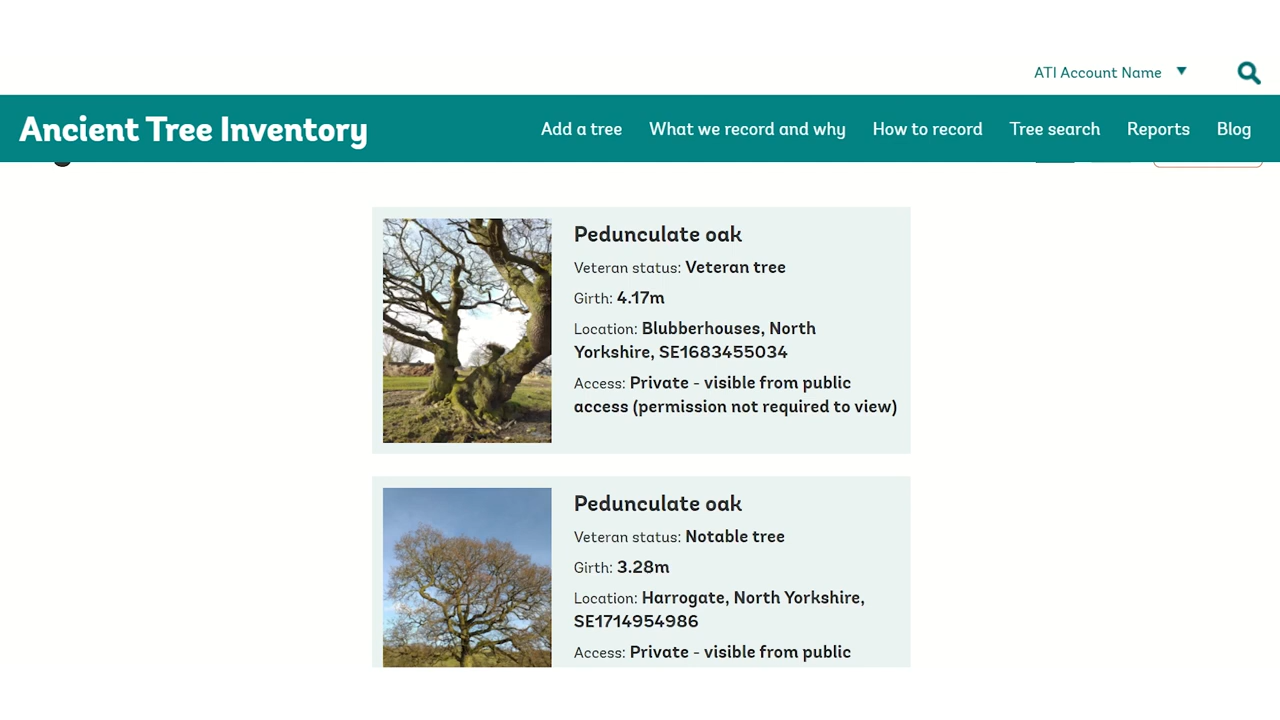 ATI Account Name
Ancient Tree Inventory
Add a tree
What we record and why
How to record
Tree search
Reports
Blog
Pedunculate oak
Veteran status: Veteran tree
Girth: 4.17m
Location: Blubberhouses, North
Yorkshire, SE1683455034
Access: Private - visible from public
access (permission not required to view)
Pedunculate oak
Veteran status: Notable tree
Girth: 3.28m
Location: Harrogate, North Yorkshire,
SE1714954986
Access: Private - visible from public